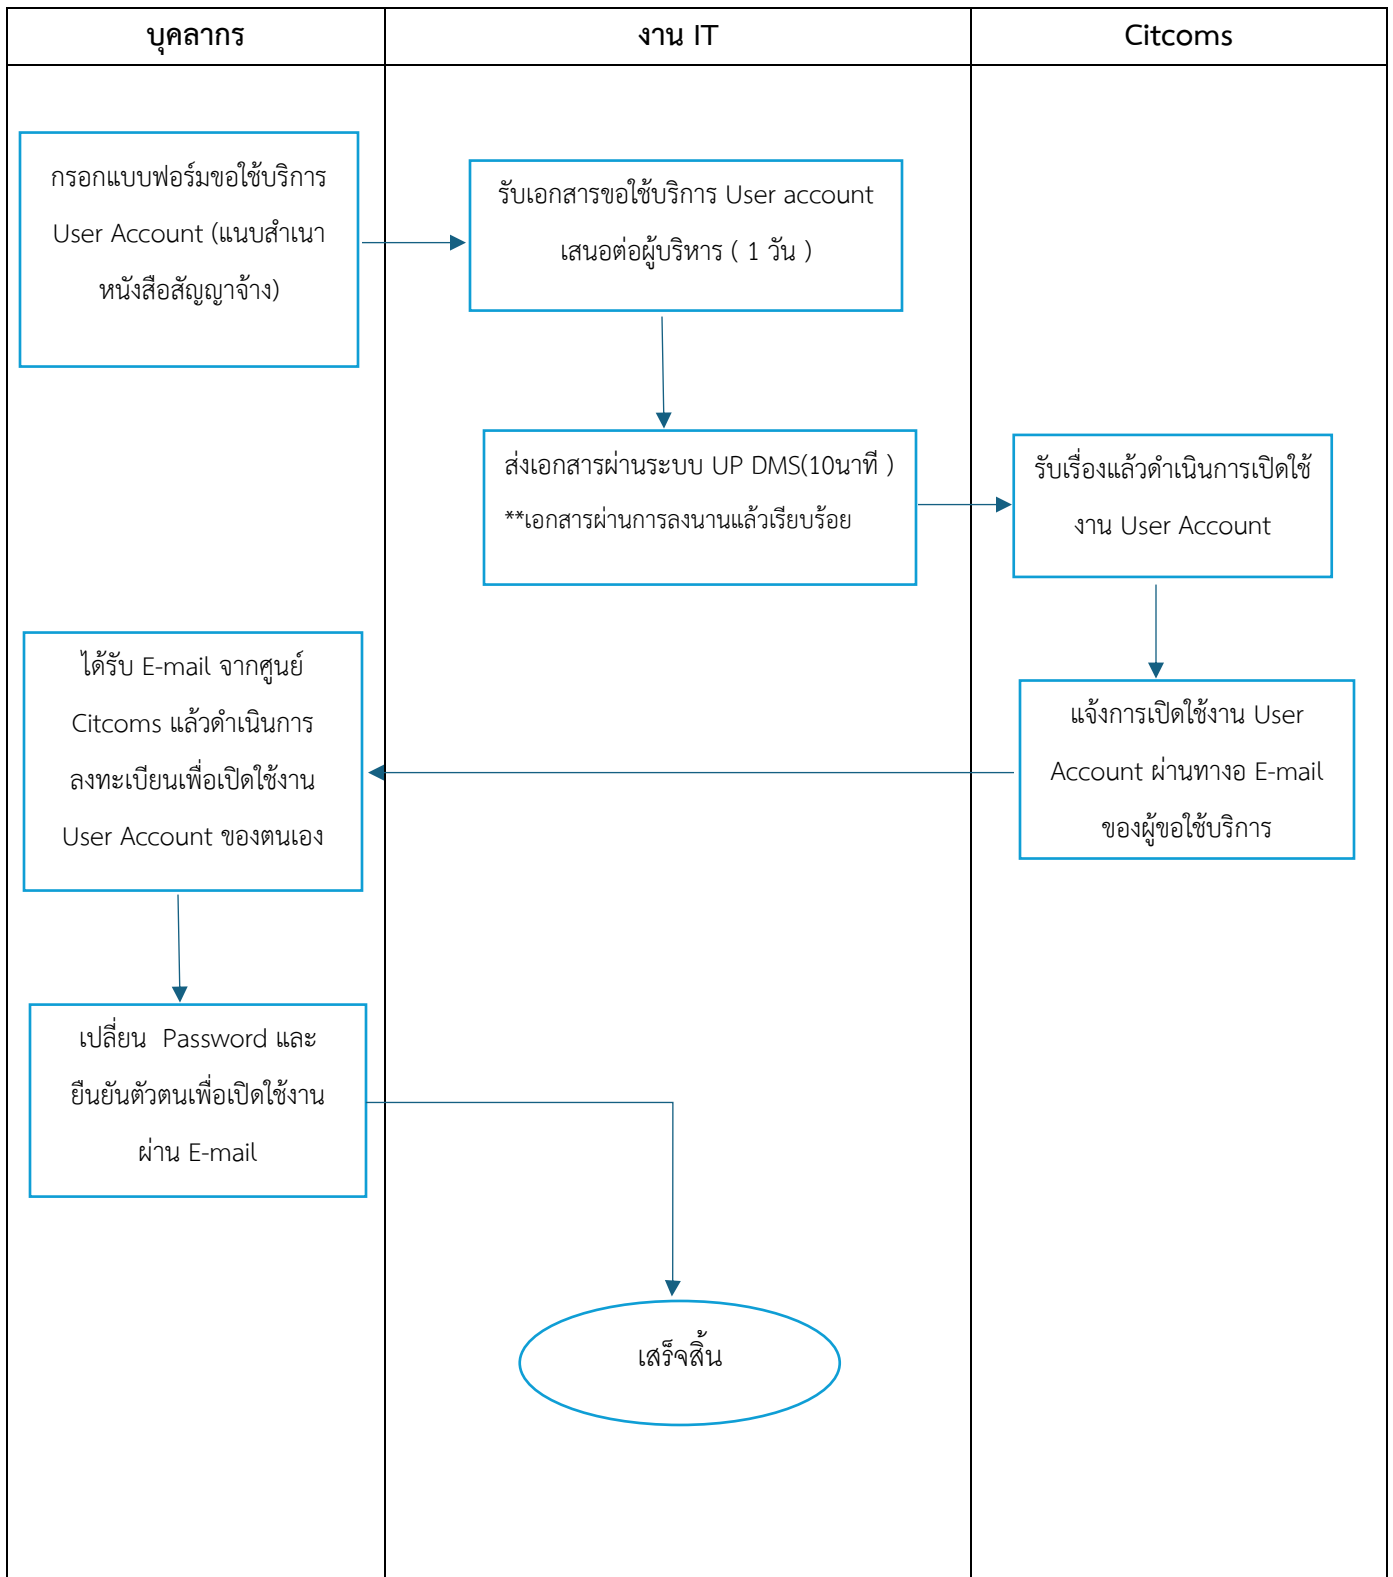 บุคลากร
งาน IT
Citcoms
กรอกแบบฟอร์มขอใช้บริการ
User Account (แนบสำเนา
หนังสือสัญญาจ้าง)
รับเอกสารขอใช้บริการ User account
เสนอต่อผู้บริหาร ( 1 วัน )
ส่งเอกสารผ่านระบบ UP DMS(10นาที )
**เอกสารผ่านการลงนานแล้วเรียบร้อย
รับเรื่องแล้วดำเนินการเปิดใช้
งาน User Account
แจ้งการเปิดใช้งาน User
Account ผ่านทางอ E-mail
ของผู้ขอใช้บริการ
ได้รับ E-mail จากศูนย์
Citcoms แล้วดำเนินการ
ลงทะเบียนเพื่อเปิดใช้งาน
User Account ของตนเอง
เปลี่ยน  Password และ
ยืนยันตัวตนเพื่อเปิดใช้งาน
ผ่าน E-mail
เสร็จสิ้น